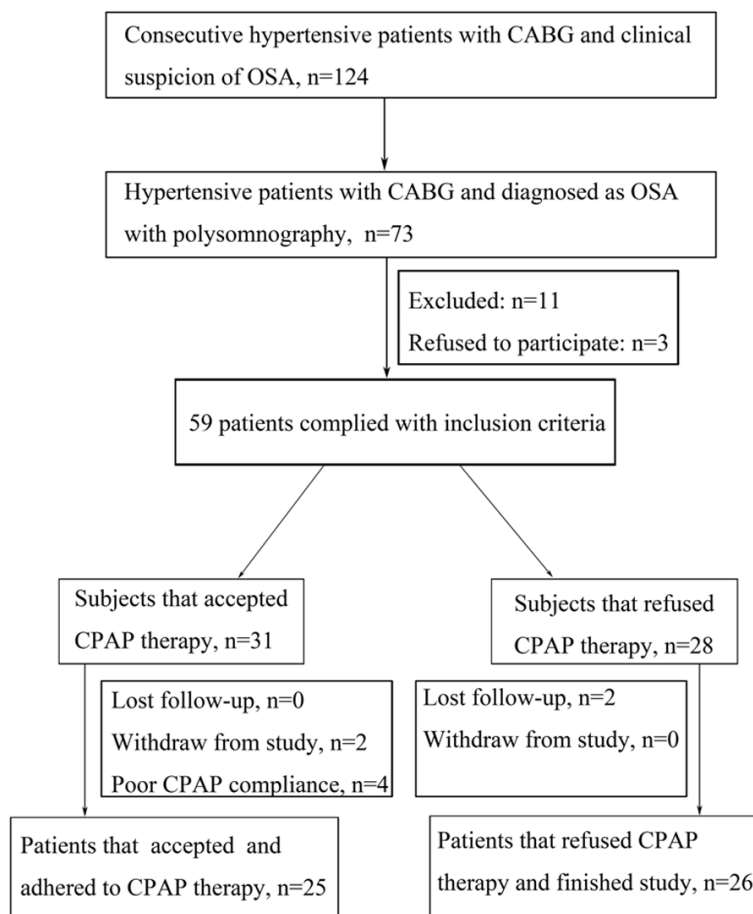 Consecutive hypertensive patients with CABG and clinical
suspicion of OSA, n=124
Hypertensive patients with CABG and diagnosed as OSA
with polysomnography, n=73
Excluded: n=11
Refused to participate: n=3
59 patients complied with inclusion criteria
Subjects that accepted
CPAP therapy, n=31
Subjects that refused
CPAP therapy, n=28
Lost follow-up, n=0
Withdraw from study, n=2
Poor CPAP compliance, n=4
Lost follow-up, n=2
Withdraw from study, n=0
Patients that accepted and
adhered to CPAP therapy, n=25
Patients that refused CPAP
therapy and finished study, n=26